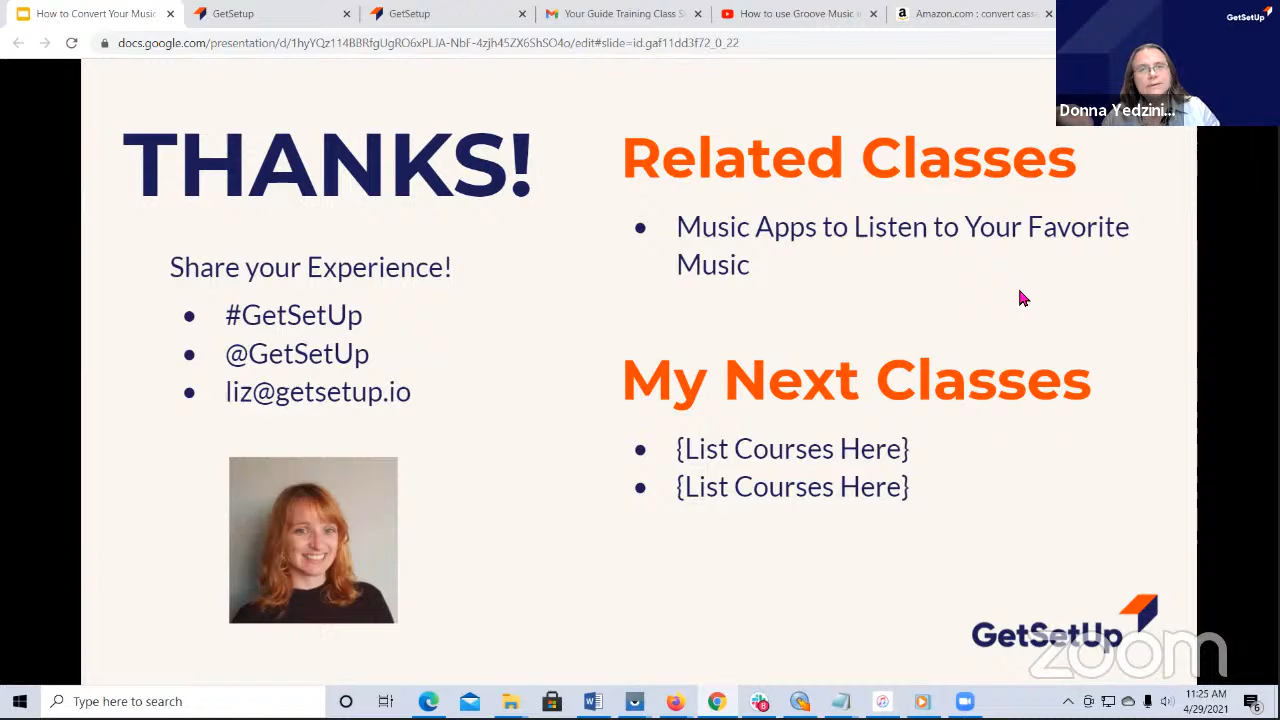 How to Convert Your Music
GetSetUp
GetSetup
Your Guide Training Class S
How to use Groove Music
Amazon.com : convert cass
docs.google.com/presentation/d/1hyYQz114BERfgUgRO6xPLJA-NbF-4zjh45ZX6ShSO4o/edit#slide=id.gaf11dd3f72_0_22
GetSetUp
Donna Yedzini...
THANKS!
Share your Experience!
• #GetSetUp
• @GetSetUp
• liz@getsetup.io
Related Classes
• Music Apps to Listen to Your Favorite
Music
My Next Classes
• {List Courses Here}
• {List Courses Here}
GetSetUp
zoom
Type here to search
11:25 AM
4/29/2021